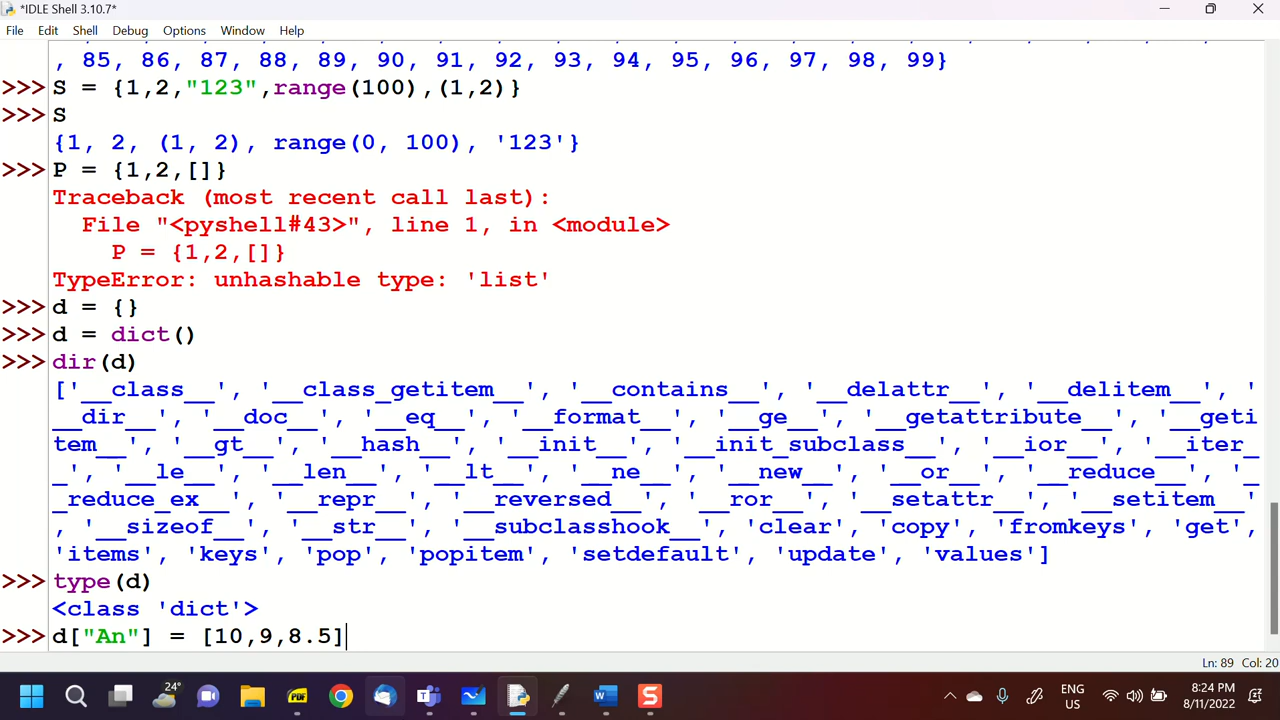 *IDLE Shell 3.10.7*
File Edit Shell Debug Options Window Help
, 85, 86, 87, 88, 89, 90, 91, 92, 93, 94, 95, 96, 97, 98, 99}
>>> S = {1,2,"123",range(100),(1,2)}
>>> S
{1, 2, (1, 2), range(0, 100), '123'}
>>> P = {1,2,[]}
Traceback (most recent call last):
File "<pyshell#43>", line 1, in <module>
P = {1,2,[]}
TypeError: unhashable type: 'list'
>>> d = {}
>>> d = dict()
>>> dir(d)
['__class__', '__class_getitem__', '__contains__', '__delattr__', '__delitem__', '
__dir__', '__doc__', '__eq__', '__format__', '__ge__', '__getattribute__', '__geti
tem__', '__gt__', '__hash__', '__init__', '__init_subclass__', '__ior__', '__iter_
_', '__le__', '__len__', '__lt__', '__ne__', '__new__', '__or__', '__reduce__', '_
_reduce_ex__', '__repr__', '__reversed__', '__ror__', '__setattr__', '__setitem__'
, '__sizeof__', '__str__', '__subclasshook__', 'clear', 'copy', 'fromkeys', 'get',
'items', 'keys', 'pop', 'popitem', 'setdefault', 'update', 'values']
>>> type(d)
<class 'dict'>
>>> d["An"] = [10,9,8.5]
Ln: 89 Col: 20
24°
PDF
W
S
ENG
US
8:24 PM
8/11/2022